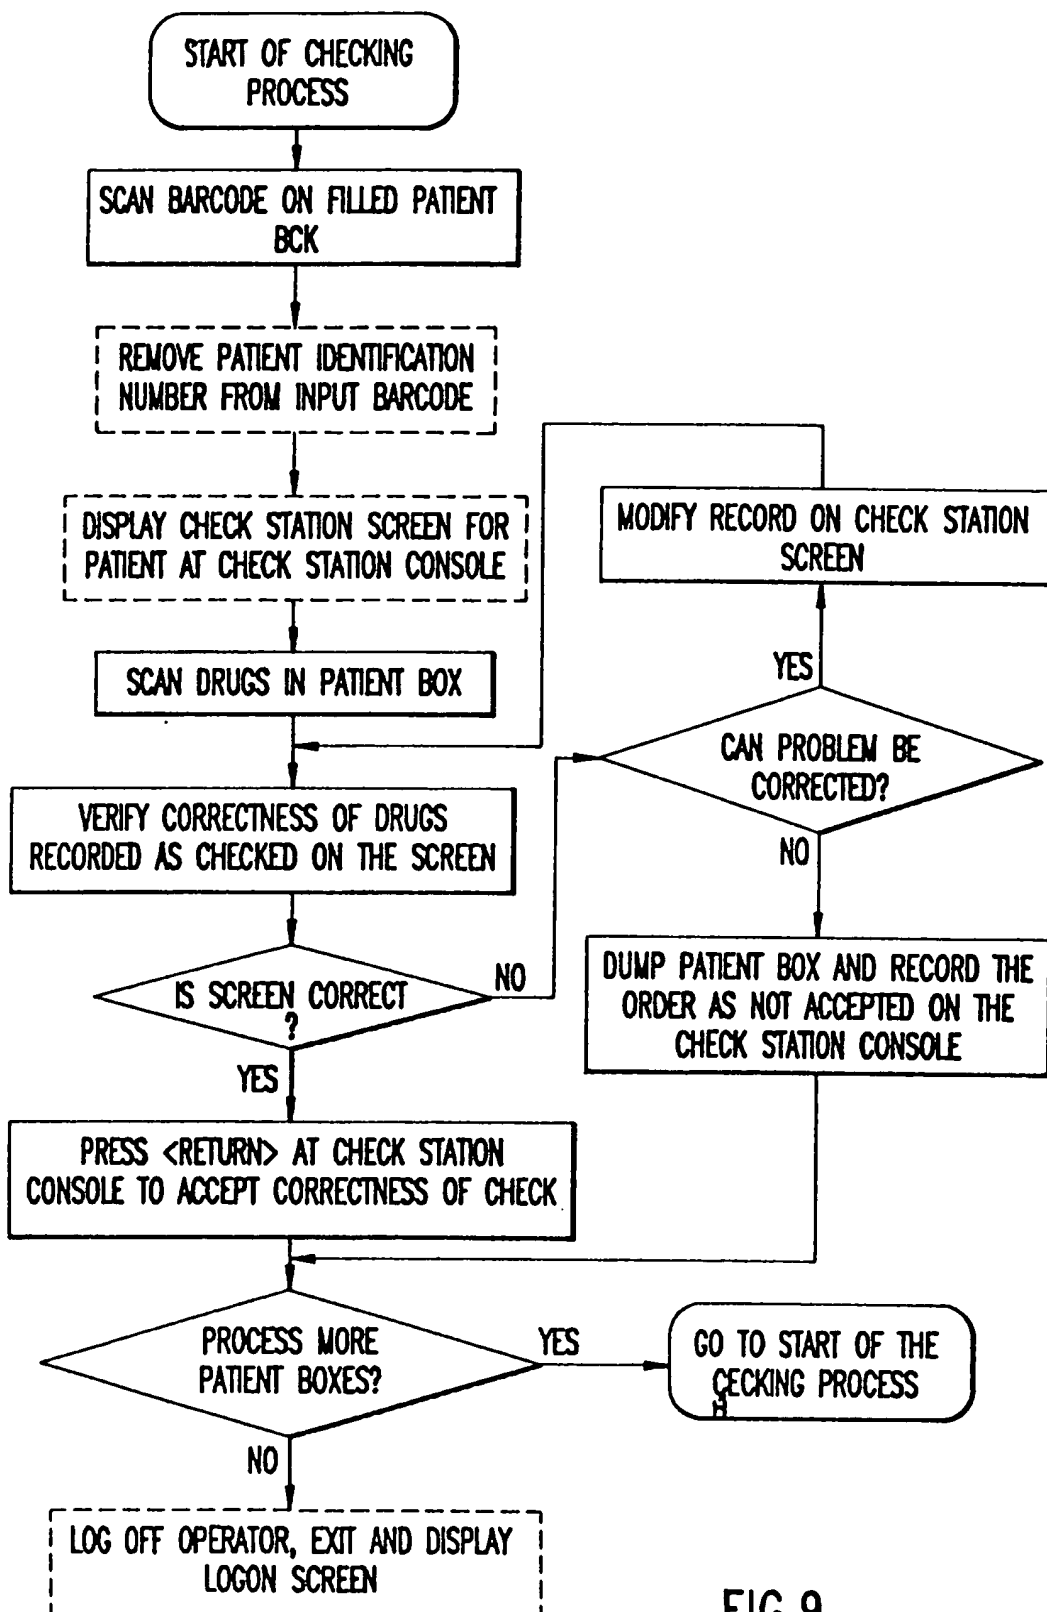 START OF CHECKING
PROCESS
SCAN BARCODE ON FILLED PATIENT
BCK
REMOVE PATIENT IDENTIFICATION
NUMBER FROM INPUT BARCODE
DISPLAY CHECK STATION SCREEN FOR
PATIENT AT CHECK STATION CONSOLE
SCAN DRUGS IN PATIENT BOX
VERIFY CORRECTNESS OF DRUGS
RECORDED AS CHECKED ON THE SCREEN
IS SCREEN CORRECT
?
NO
YES
MODIFY RECORD ON CHECK STATION
SCREEN
YES
CAN PROBLEM BE
CORRECTED?
NO
DUMP PATIENT BOX AND RECORD THE
ORDER AS NOT ACCEPTED ON THE
CHECK STATION CONSOLE
PRESS <RETURN> AT CHECK STATION
CONSOLE TO ACCEPT CORRECTNESS OF CHECK
PROCESS MORE
PATIENT BOXES?
YES
GO TO START OF THE
CECKING PROCESS
H
NO
LOG OFF OPERATOR, EXIT AND DISPLAY
LOGON SCREEN
FIG.9